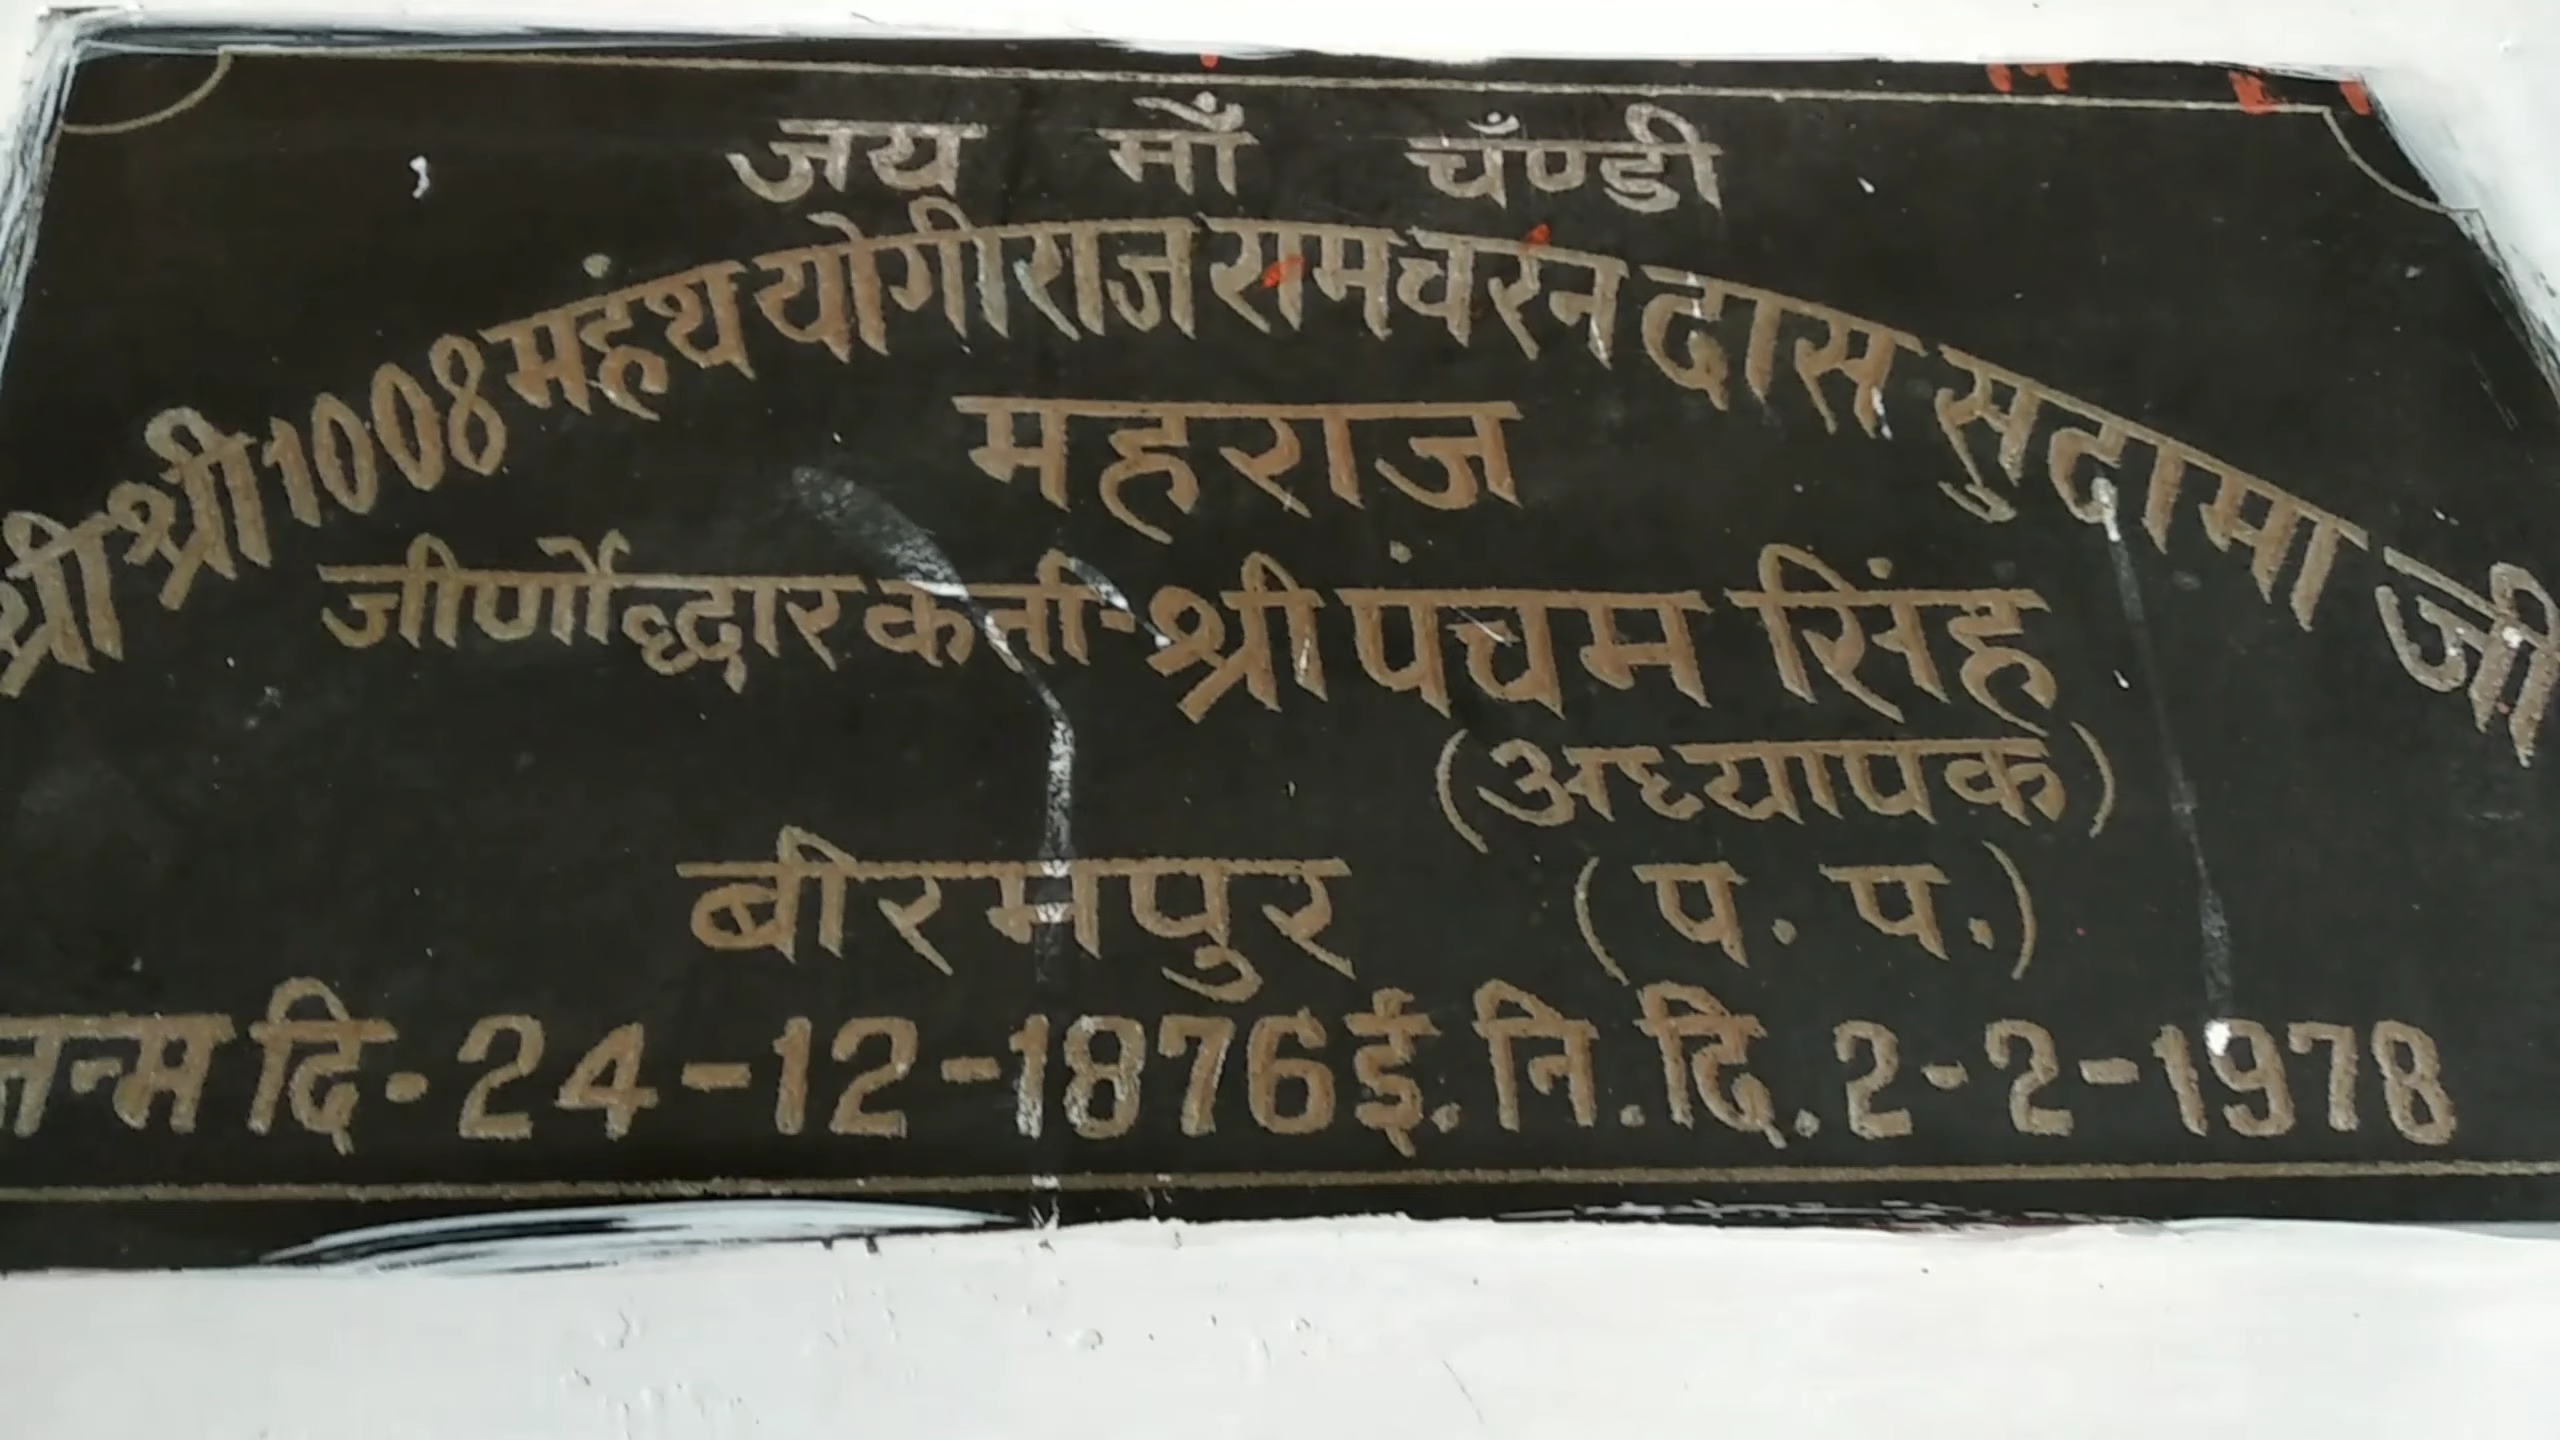 जय माँ चँण्डी
श्री श्री 1008 महंथ योगीराज रामचरन दास सुदामा जी
महराज
जीर्णोध्दार कर्ता-श्री पंचम सिंह
(अध्यापक)
बीरमपुर (प. प.)
जन्म दि. 24-12-1876 ई. नि. दि. 2-2-1978